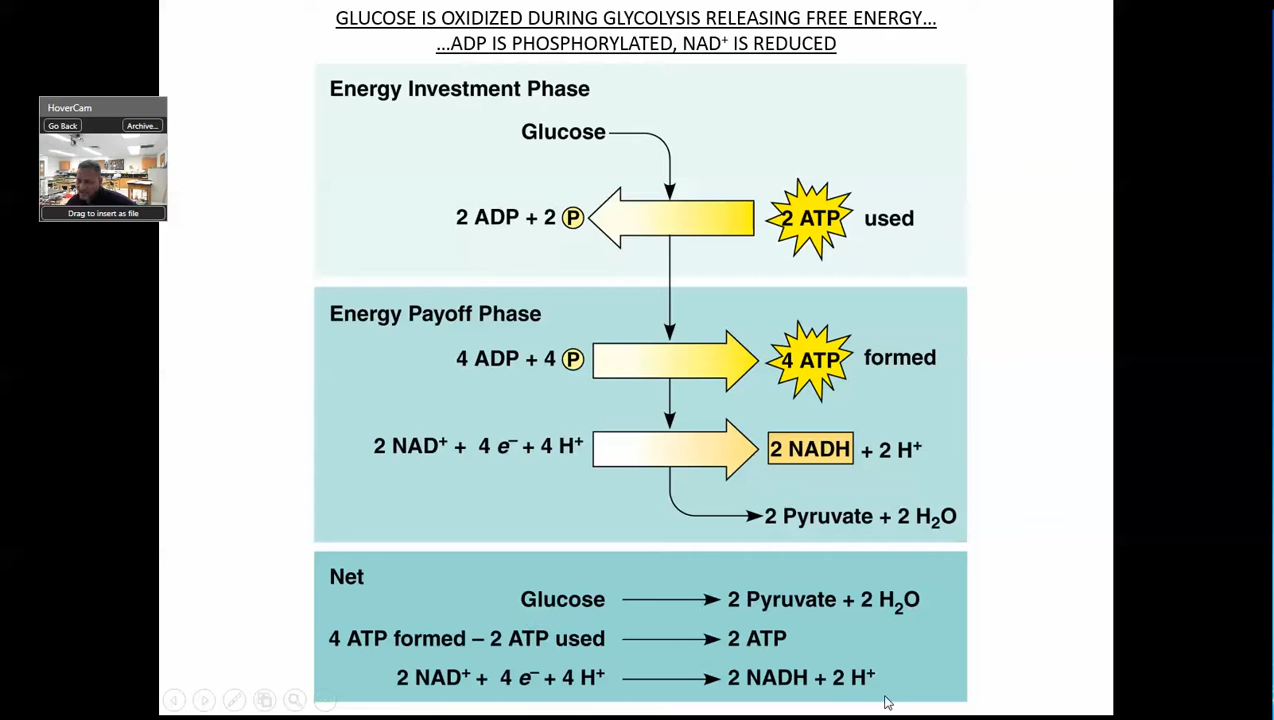 GLUCOSE IS OXIDIZED DURING GLYCOLYSIS RELEASING FREE ENERGY...
...ADP IS PHOSPHORYLATED, NAD⁺ IS REDUCED
HoverCam
Go Back Archive...
Drag to insert as file
Energy Investment Phase
Glucose
2 ADP + 2 P 2 ATP used
Energy Payoff Phase
4 ADP + 4 P 4 ATP formed
2 NAD⁺ + 4 e⁻ + 4 H⁺ 2 NADH + 2 H⁺
2 Pyruvate + 2 H₂O
Net
Glucose 2 Pyruvate + 2 H₂O
4 ATP formed – 2 ATP used 2 ATP
2 NAD⁺ + 4 e⁻ + 4 H⁺ 2 NADH + 2 H⁺